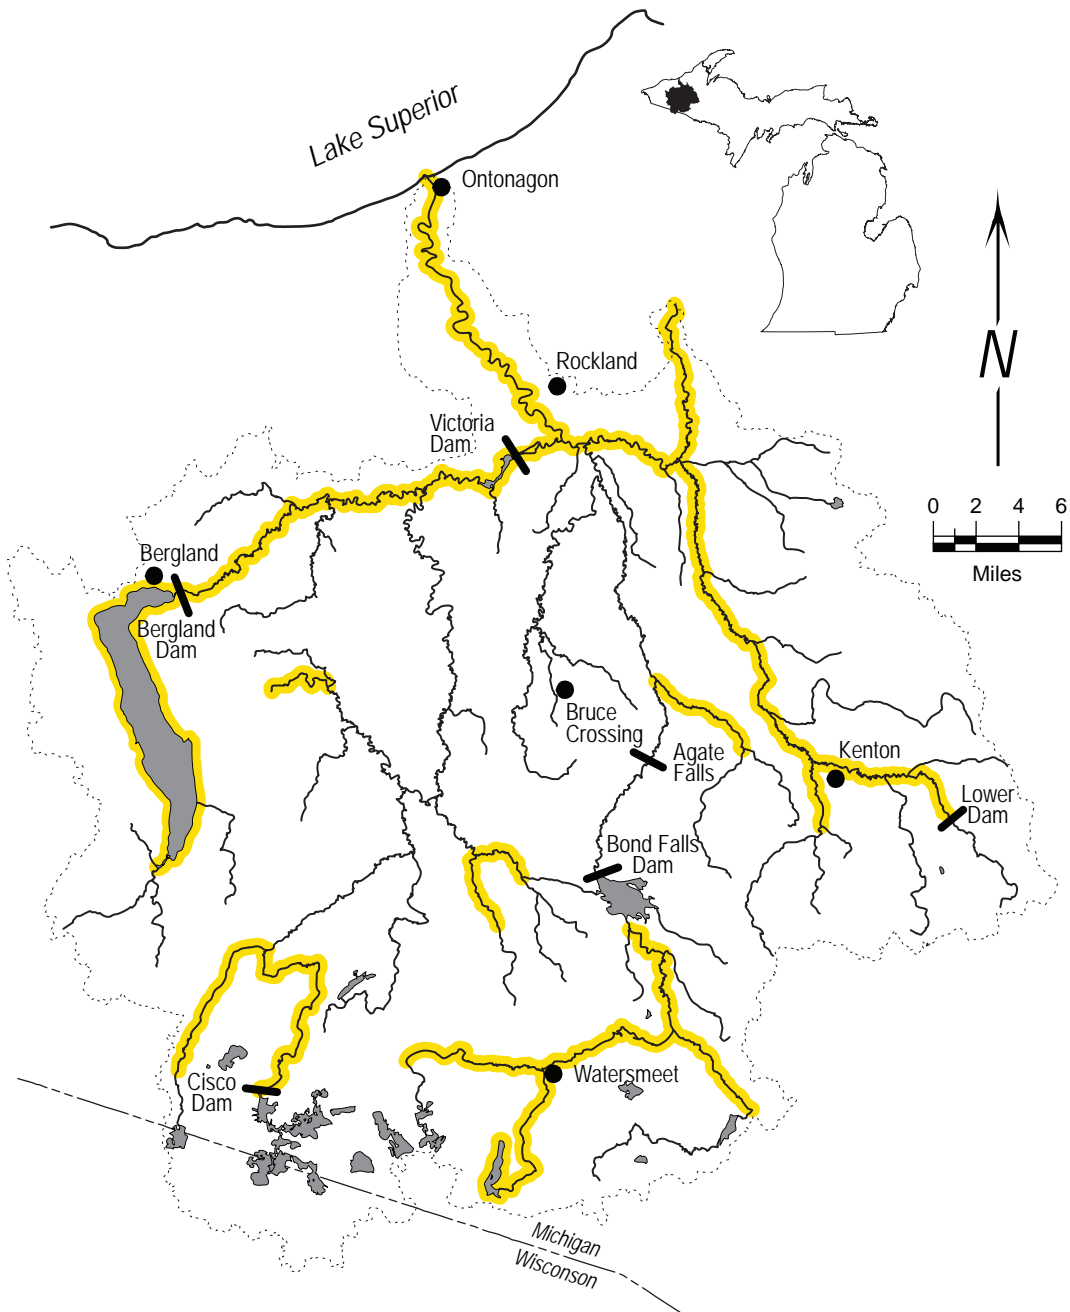 Lake Superior
Ontonagon
Rockland
N
Victoria
Dam
0 2 4 6
Miles
Bergland
Bergland
Dam
Bruce
Crossing
Agate
Falls
Kenton
Lower
Dam
Bond Falls
Dam
Cisco
Dam
Watersmeet
Michigan
Wisconson